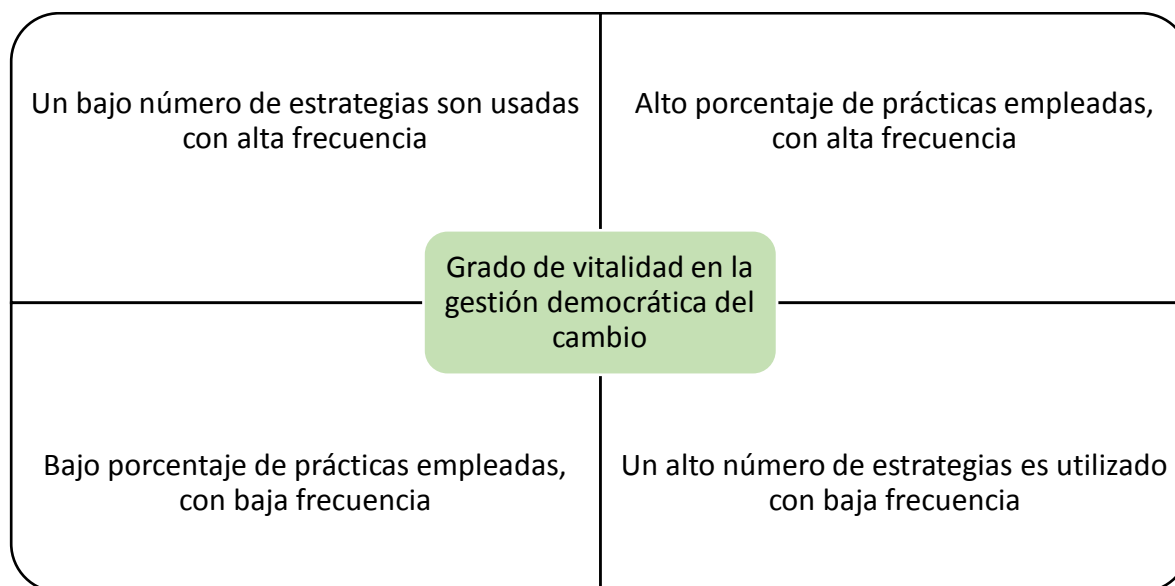 Un bajo número de estrategias son usadas
con alta frecuencia
Alto porcentaje de prácticas empleadas,
con alta frecuencia
Grado de vitalidad en la
gestión democrática del
cambio
Bajo porcentaje de prácticas empleadas,
con baja frecuencia
Un alto número de estrategias es utilizado
con baja frecuencia